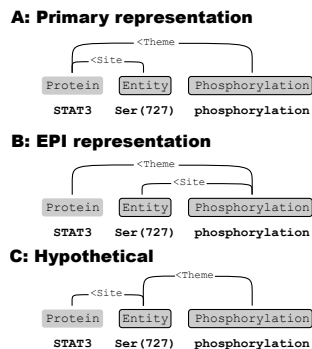 A: Primary representation
<Theme
<Site
Protein Entity Phosphorylation
STAT3 Ser(727) phosphorylation
B: EPI representation
<Theme
<Site
Protein Entity Phosphorylation
STAT3 Ser(727) phosphorylation
C: Hypothetical
<Theme
<Site
Protein Entity Phosphorylation
STAT3 Ser(727) phosphorylation